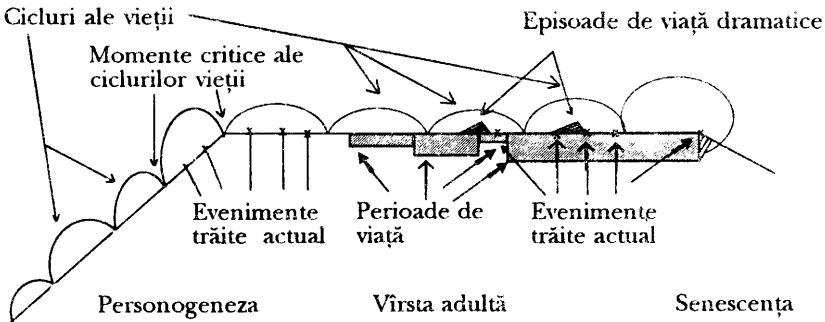 Cicluri ale vieții
Episoade de viață dramatice
Momente critice ale
ciclurilor vieții
Evenimente
trăite actual
Perioade de
viață
Evenimente
trăite actual
Personogeneza
Vîrsta adultă
Senescența